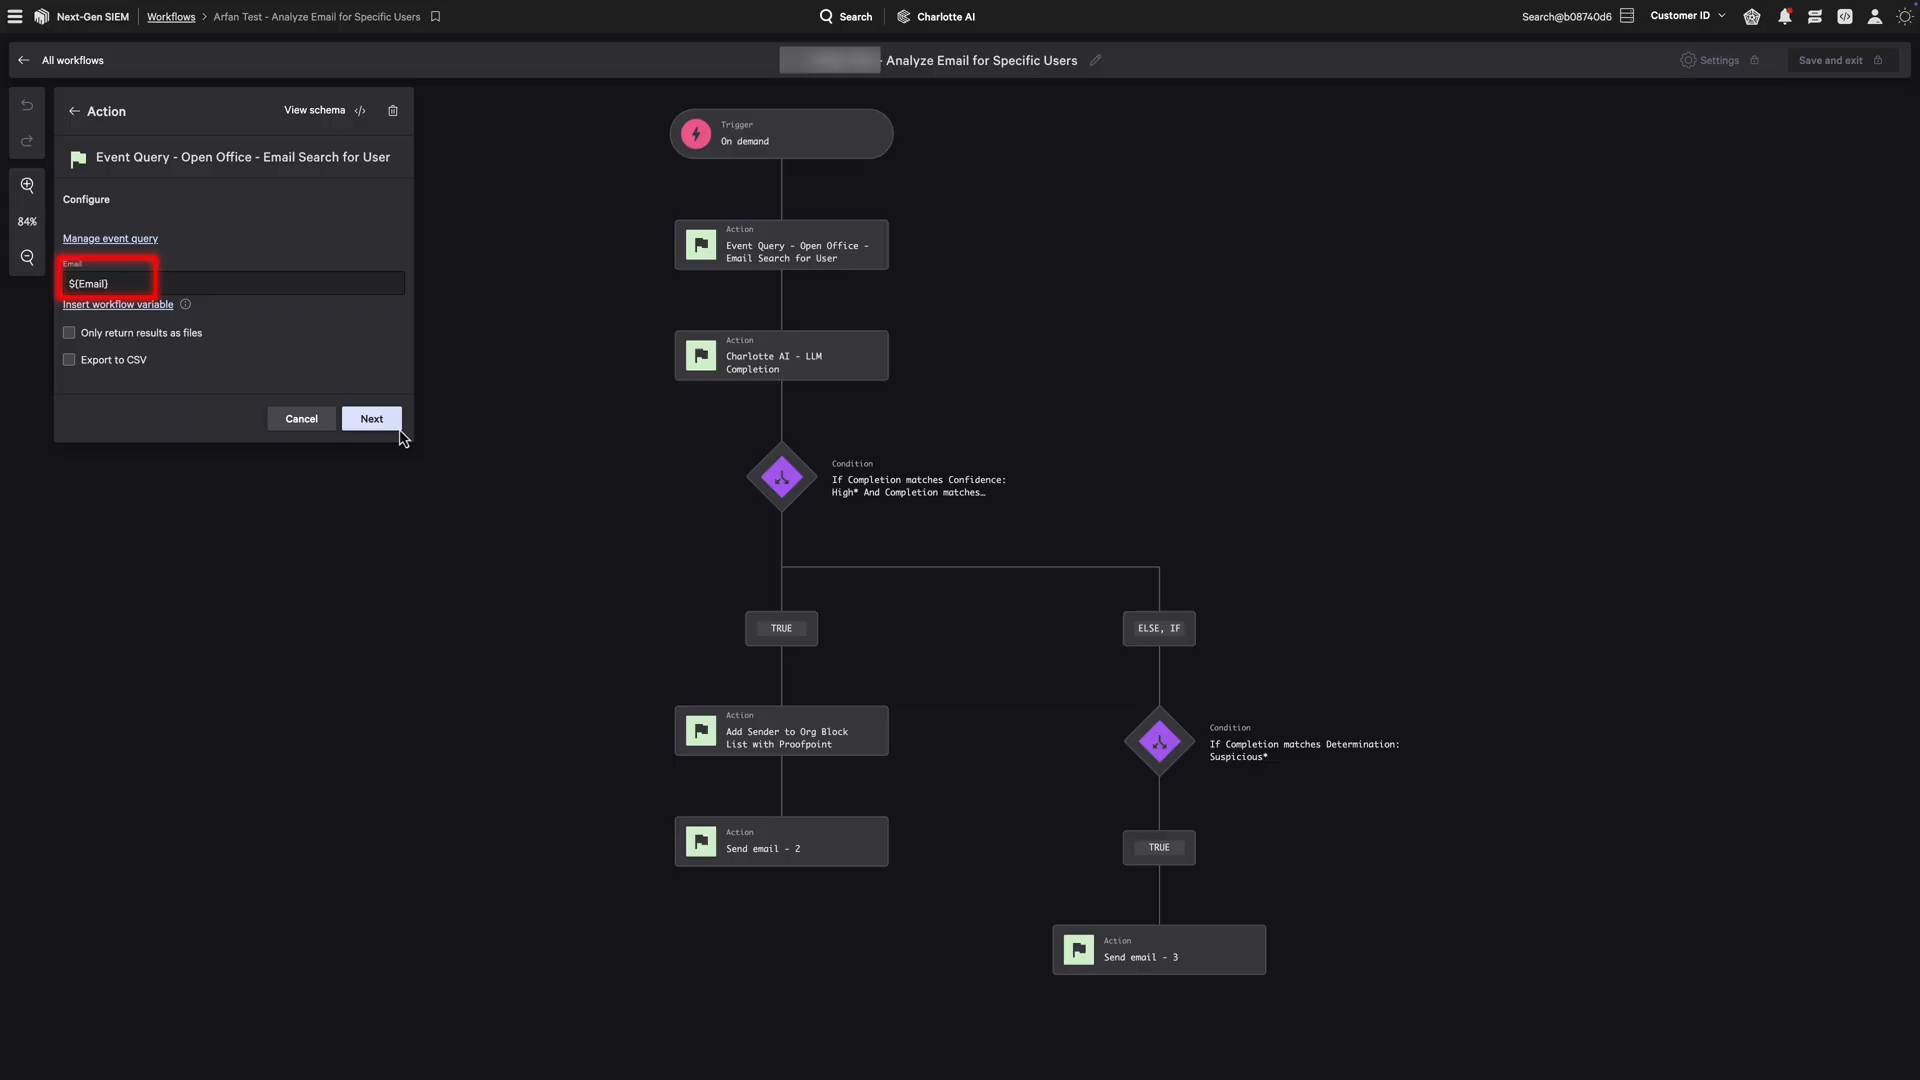 Next-Gen SIEM
Workflows > Arfan Test - Analyze Email for Specific Users
Search
Charlotte AI
Search@b08740d6
Customer ID
All workflows
- Analyze Email for Specific Users
Settings
Save and exit
Action
View schema
Event Query - Open Office - Email Search for User
Configure
84%
Manage event query
Email
${Email}
Insert workflow variable
Only return results as files
Export to CSV
Cancel
Next
Trigger
On demand
Action
Event Query - Open Office -
Email Search for User
Action
Charlotte AI - LLM
Completion
Condition
If Completion matches Confidence:
High* And Completion matches…
TRUE
ELSE, IF
Action
Add Sender to Org Block
List with Proofpoint
Condition
If Completion matches Determination:
Suspicious*
Action
Send email - 2
TRUE
Action
Send email - 3